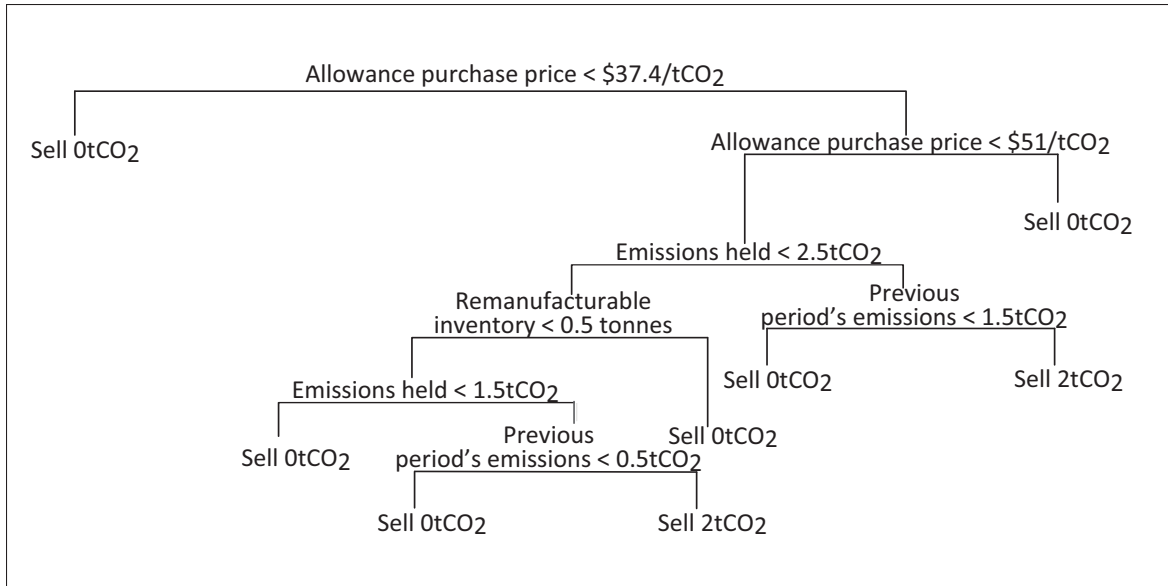 Allowance purchase price < $37.4/tCO2
Sell 0tCO2
Allowance purchase price < $51/tCO2
Sell 0tCO2
Emissions held < 2.5tCO2
Remanufacturable
inventory < 0.5 tonnes
Previous
period’s emissions < 1.5tCO2
Sell 0tCO2
Sell 2tCO2
Emissions held < 1.5tCO2
Sell 0tCO2
Sell 0tCO2
Previous
period’s emissions < 0.5tCO2
Sell 0tCO2
Sell 2tCO2